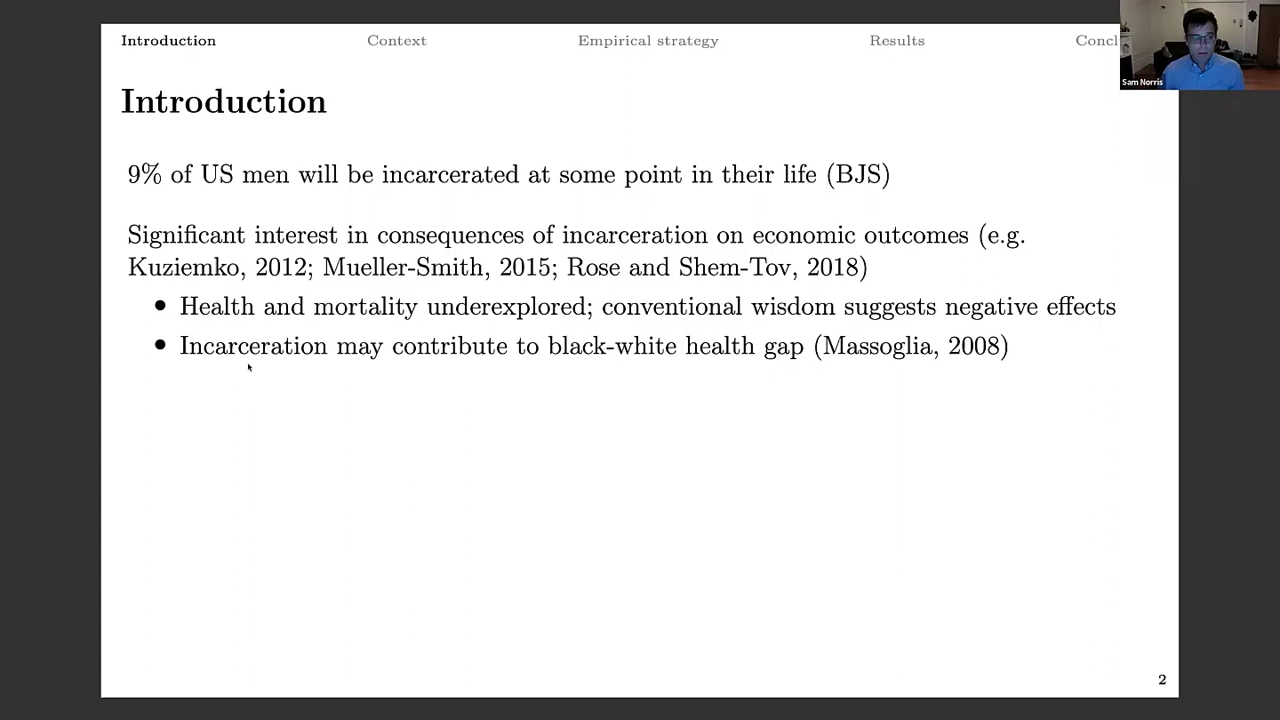 Introduction
Context
Empirical strategy
Results
Concl
Sam Norris
Introduction
9% of US men will be incarcerated at some point in their life (BJS)
Significant interest in consequences of incarceration on economic outcomes (e.g.
Kuziemko, 2012; Mueller-Smith, 2015; Rose and Shem-Tov, 2018)
• Health and mortality underexplored; conventional wisdom suggests negative effects
• Incarceration may contribute to black-white health gap (Massoglia, 2008)
2